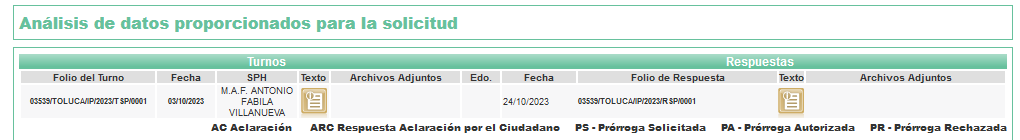 Análisis de datos proporcionados para la solicitud
Turnos Respuestas
Folio del Turno Fecha SPH Texto Archivos Adjuntos Edo. Fecha Folio de Respuesta Texto Archivos Adjuntos
03539/TOLUCA/IP/2023/TSP/0001 03/10/2023 M.A.F. ANTONIO FABILA VILLANUEVA 24/10/2023 03539/TOLUCA/IP/2023/RSP/0001
AC Aclaración ARC Respuesta Aclaración por el Ciudadano PS - Prórroga Solicitada PA - Prórroga Autorizada PR - Prórroga Rechazada